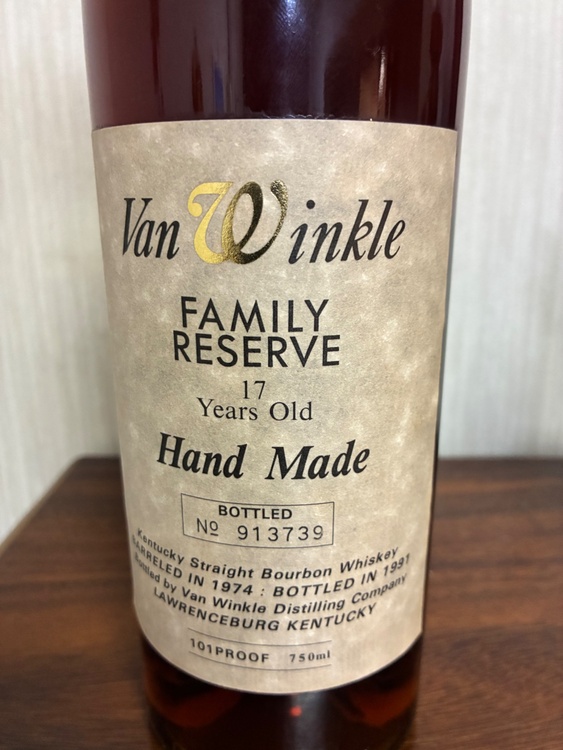 Van Winkle
FAMILY
RESERVE
17
Years Old
Hand Made
BOTTLED
Nº 913739
Kentucky Straight Bourbon Whiskey
BARRELED IN 1974 : BOTTLED IN 1991
Bottled by Van Winkle Distilling Company
LAWRENCEBURG KENTUCKY
101PROOF 750ml